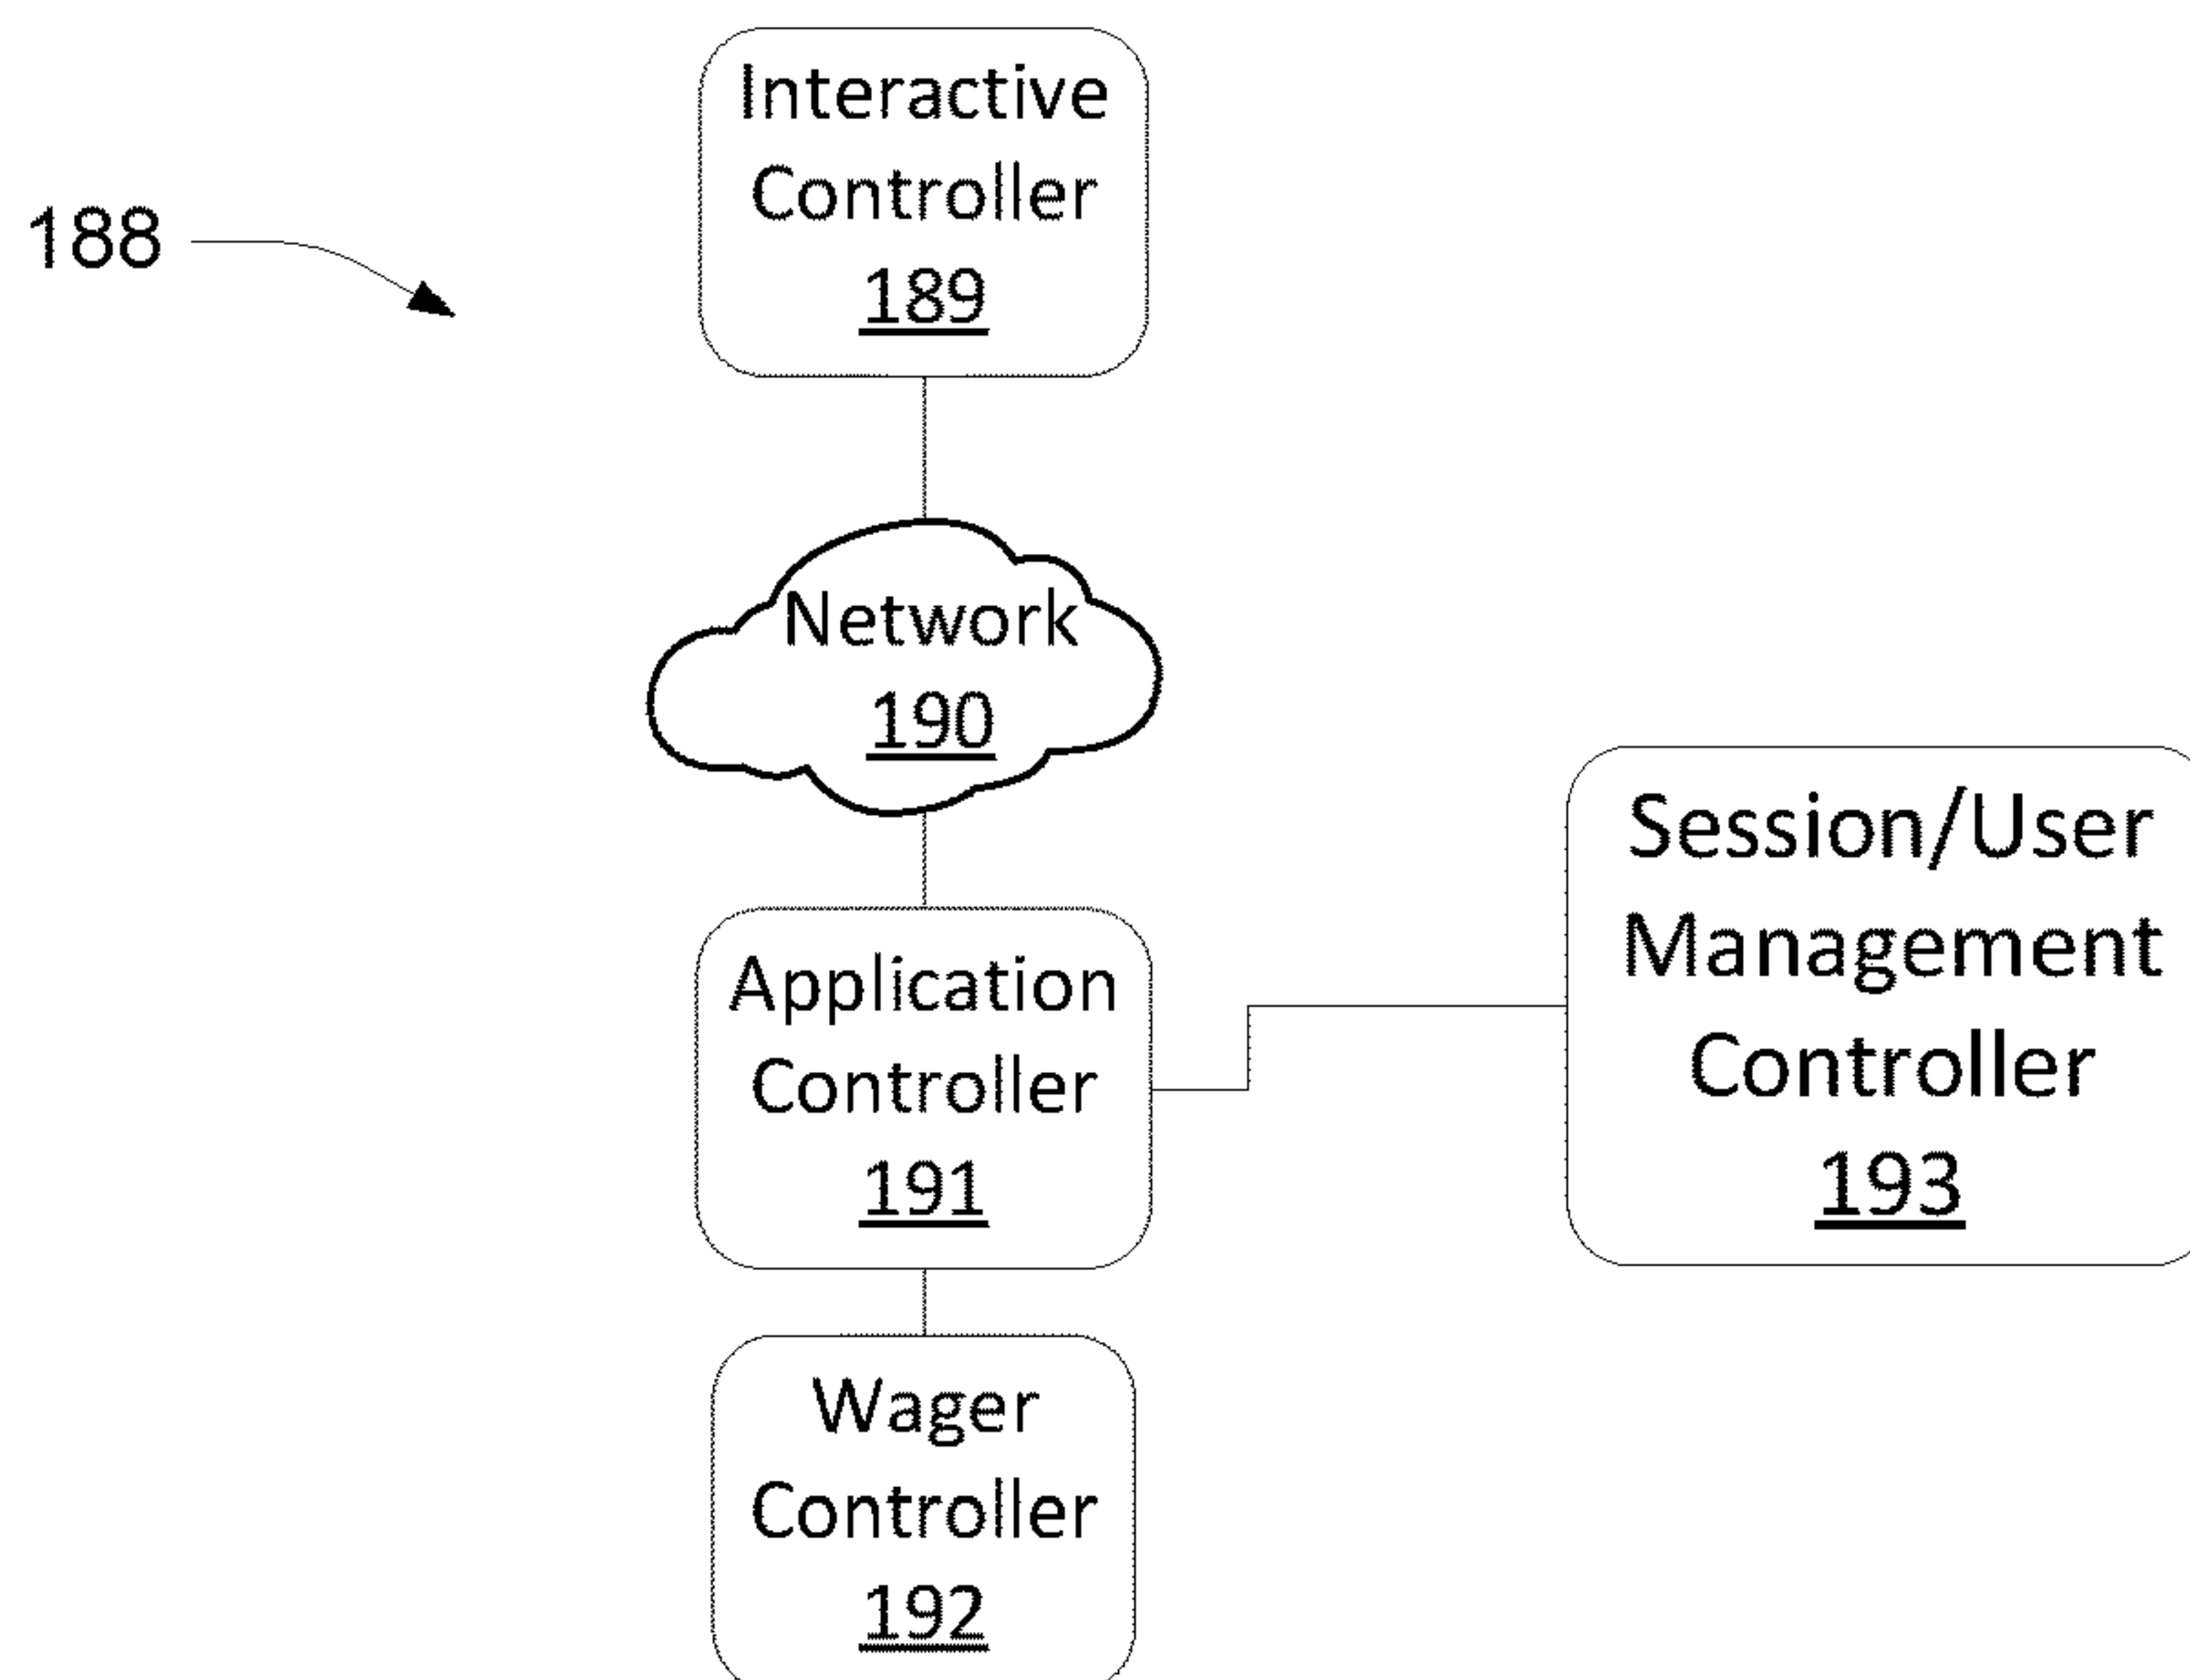 Interactive
Controller
189
188
Network
190
Application
Controller
191
Session/User
Management
Controller
193
Wager
Controller
192